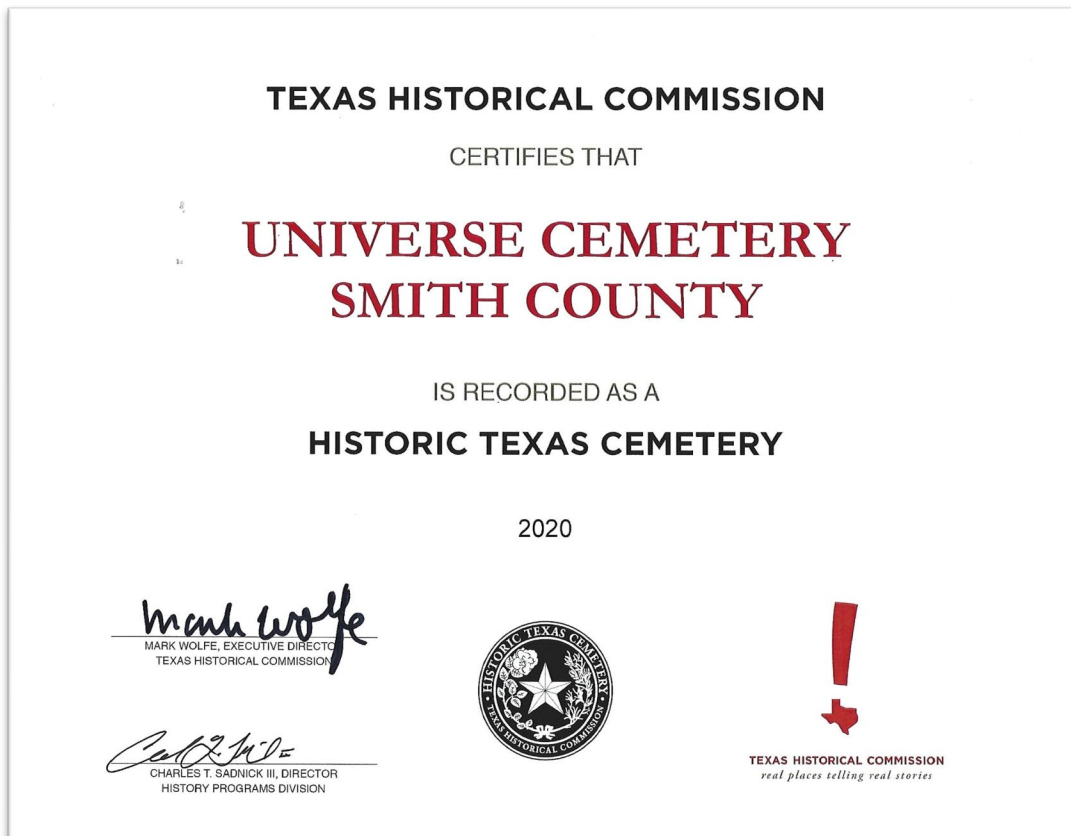 TEXAS HISTORICAL COMMISSION
CERTIFIES THAT
UNIVERSE CEMETERY
SMITH COUNTY
IS RECORDED AS A
HISTORIC TEXAS CEMETERY
2020
Mark Wolfe
MARK WOLFE, EXECUTIVE DIRECTO
TEXAS HISTORICAL COMMISSION
CHARLES T. SADNICK III, DIRECTOR
HISTORY PROGRAMS DIVISION
HISTORIC TEXAS CEMETERY
TEXAS HISTORICAL COMMISSION
TEXAS HISTORICAL COMMISSION
real places telling real stories